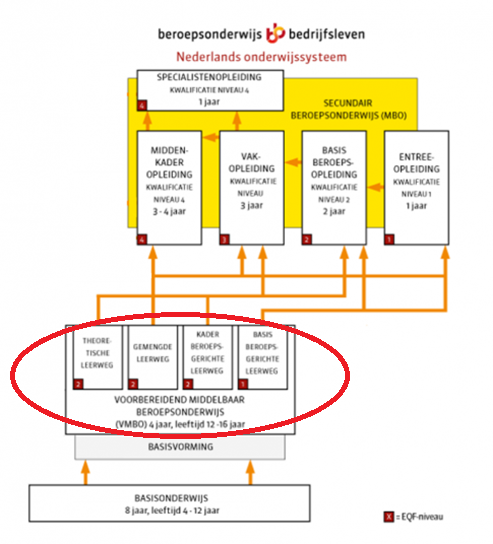 beroepsonderwijs bedrijfsleven
Nederlands onderwijssysteem
SPECIALISTENOPLEIDING
KWALIFICATIE NIVEAU 4
1 jaar
4
SECUNDAIR
BEROEPSONDERWIJS (MBO)
MIDDEN-
KADER
OPLEIDING
KWALIFICATIE
NIVEAU 4
3 - 4 jaar
4
VAK-
OPLEIDING
KWALIFICATIE
NIVEAU
3 jaar
3
BASIS
BEROEPS-
OPLEIDING
KWALIFICATIE
NIVEAU 2
2 jaar
2
ENTREE-
OPLEIDING
KWALIFICATIE
NIVEAU 1
1 jaar
1
THEORE-
TISCHE
LEERWEG
2
GEMENGDE
LEERWEG
2
KADER
BEROEPS-
GERICHTE
LEERWEG
2
BASIS
BEROEPS-
GERICHTE
LEERWEG
1
VOORBEREIDEND MIDDELBAAR
BEROEPSONDERWIJS
(VMBO) 4 jaar, leeftijd 12 -16 jaar
BASISVORMING
BASISONDERWIJS
8 jaar, leeftijd 4 - 12 jaar
X = EQF-niveau